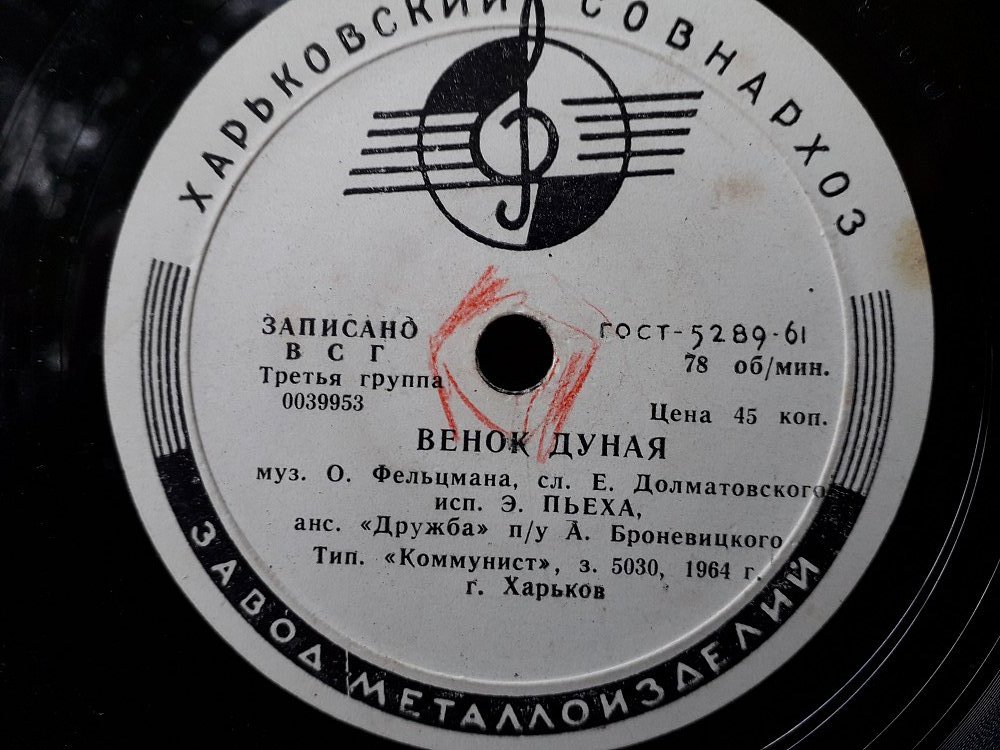 ХАРЬКОВСКИЙ СОВНАРХОЗ
ЗАПИСАНО
В С Г
Третья группа
0039953
ГОСТ-5289-61
78 об/мин.
Цена 45 коп.
ВЕНОК ДУНАЯ
муз. О. Фельцмана, сл. Е. Долматовского
исп. Э. ПЬЕХА,
анс. «Дружба» п/у А. Броневицкого
Тип. «Коммунист», з. 5030, 1964 г.
г. Харьков
ЗАВОД МЕТАЛЛОИЗДЕЛИЙ